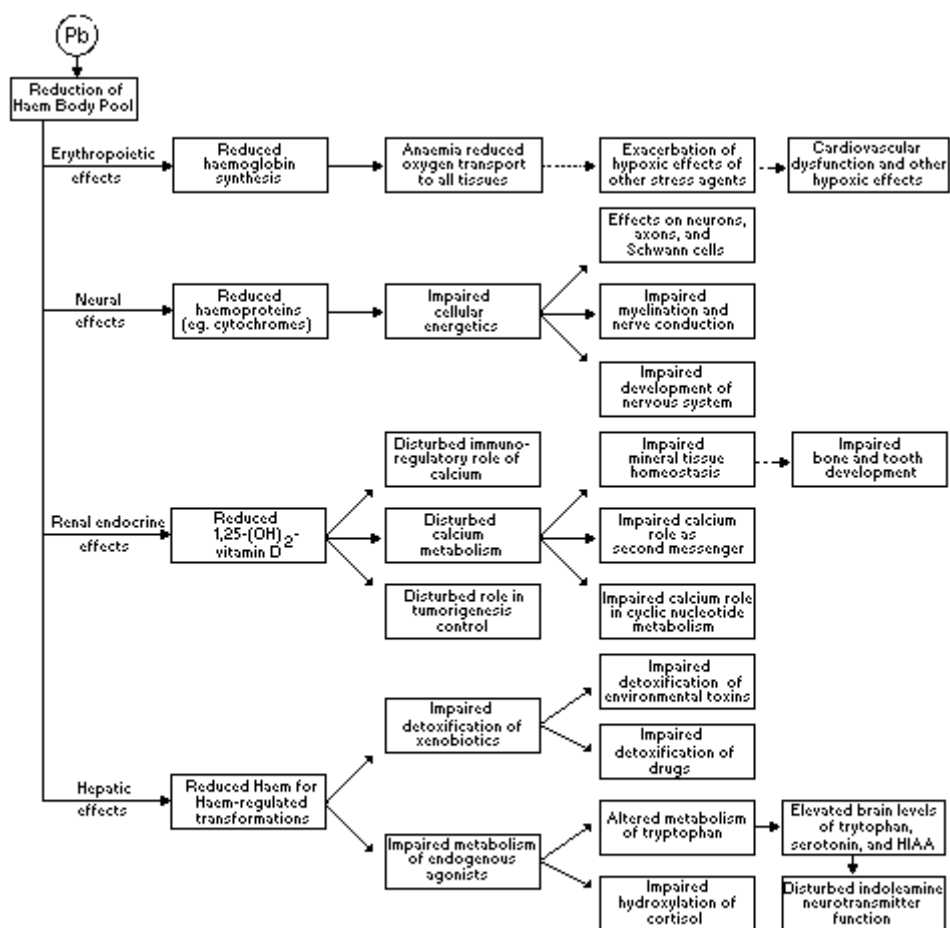 Pb
Reduction of
Haem Body Pool
Erythropoietic
effects
Reduced
haemoglobin
synthesis
Anaemia reduced
oxygen transport
to all tissues
Exacerbation of
hypoxic effects of
other stress agents
Cardiovascular
dysfunction and other
hypoxic effects
Neural
effects
Reduced
haemoproteins
(eg. cytochromes)
Impaired
cellular
energetics
Effects on neurons,
axons, and
Schwann cells
Impaired
myelination and
nerve conduction
Impaired
development of
nervous system
Renal endocrine
effects
Reduced
1,25-(OH)2-
vitamin D
Disturbed immuno-
regulatory role of
calcium
Disturbed
calcium
metabolism
Disturbed role in
tumorigenesis
control
Impaired
mineral tissue
homeostasis
Impaired
bone and tooth
development
Impaired calcium
role as
second messenger
Impaired calcium role
in cyclic nucleotide
metabolism
Hepatic
effects
Reduced Haem for
Haem-regulated
transformations
Impaired
detoxification of
xenobiotics
Impaired
detoxification of
environmental toxins
Impaired
detoxification of
drugs
Impaired metabolism
of endogenous
agonists
Altered metabolism
of tryptophan
Elevated brain levels
of trytophan,
serotonin, and HIAA
Impaired
hydroxylation of
cortisol
Disturbed indoleamine
neurotransmitter
function